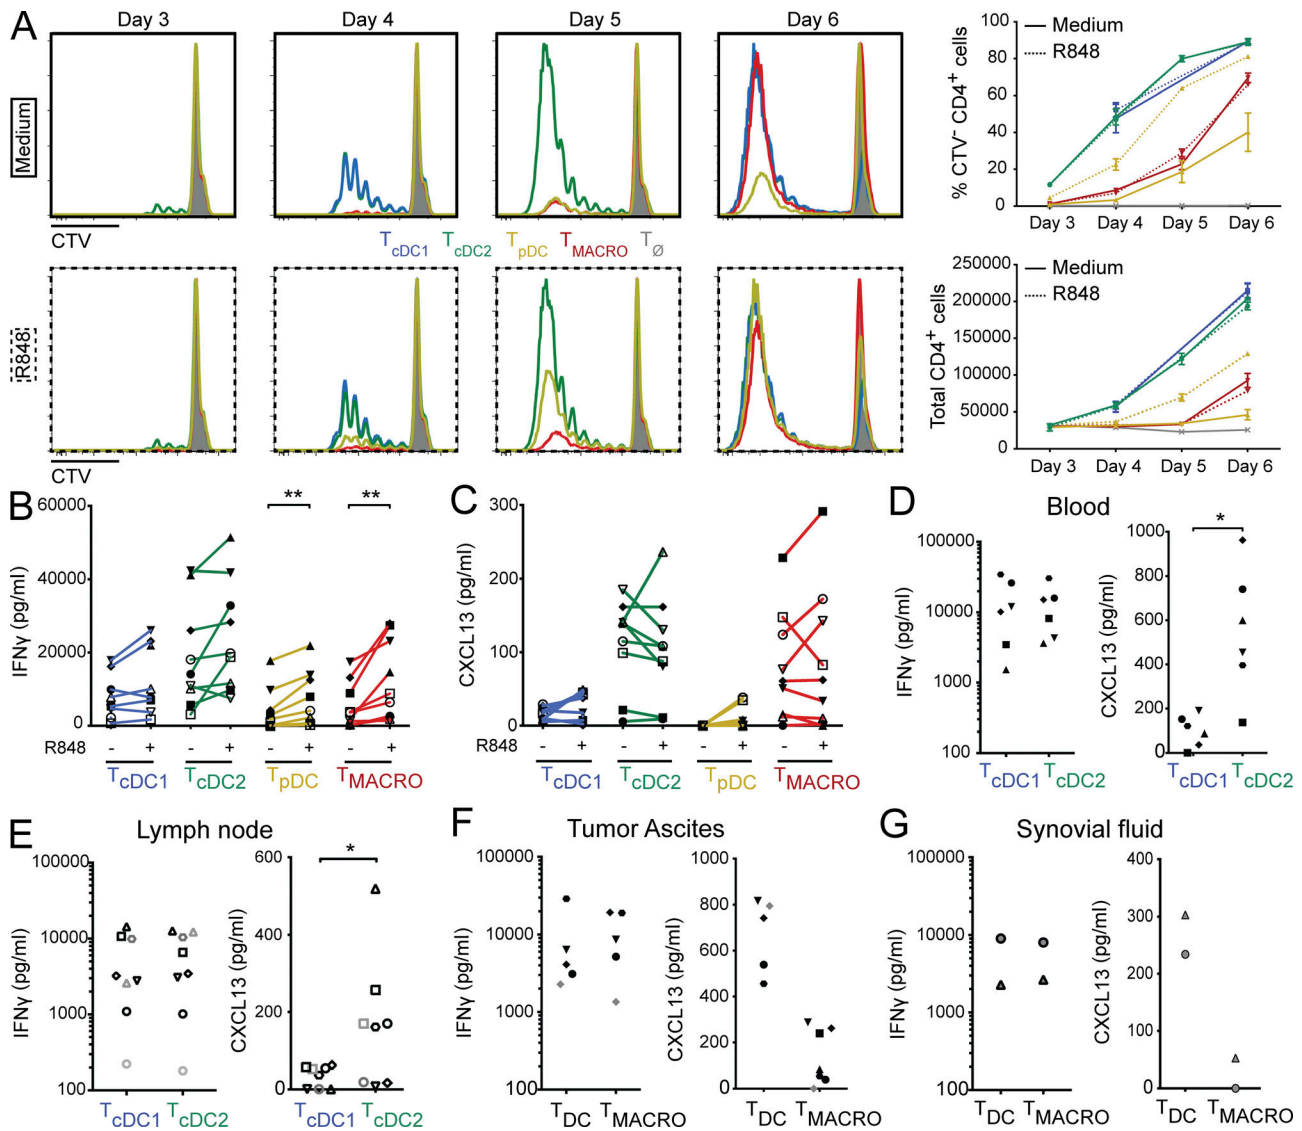 A
Day 3
Day 4
Day 5
Day 6
Medium
CTV
TcDC1
TcDC2
TpDC
TMACRO
TØ
R848
CTV
% CTV- CD4+ cells
100
80
60
40
20
0
Medium
R848
Day 3
Day 4
Day 5
Day 6
Total CD4+ cells
250000
200000
150000
100000
50000
0
Medium
R848
Day 3
Day 4
Day 5
Day 6
B
IFNγ (pg/ml)
60000
40000
20000
0
**
**
R848
- + - + - + - +
TcDC1
TcDC2
TpDC
TMACRO
C
CXCL13 (pg/ml)
300
200
100
0
- + - + - + - +
TcDC1
TcDC2
TpDC
TMACRO
D
Blood
IFNγ (pg/ml)
100000
10000
1000
100
TcDC1
TcDC2
CXCL13 (pg/ml)
1000
800
600
400
200
0
*
TcDC1
TcDC2
E
Lymph node
IFNγ (pg/ml)
100000
10000
1000
100
TcDC1
TcDC2
CXCL13 (pg/ml)
600
400
200
0
*
TcDC1
TcDC2
F
Tumor Ascites
IFNγ (pg/ml)
100000
10000
1000
100
TDC
TMACRO
CXCL13 (pg/ml)
1000
800
600
400
200
0
TDC
TMACRO
G
Synovial fluid
IFNγ (pg/ml)
100000
10000
1000
100
TDC
TMACRO
CXCL13 (pg/ml)
400
300
200
100
0
TDC
TMACRO